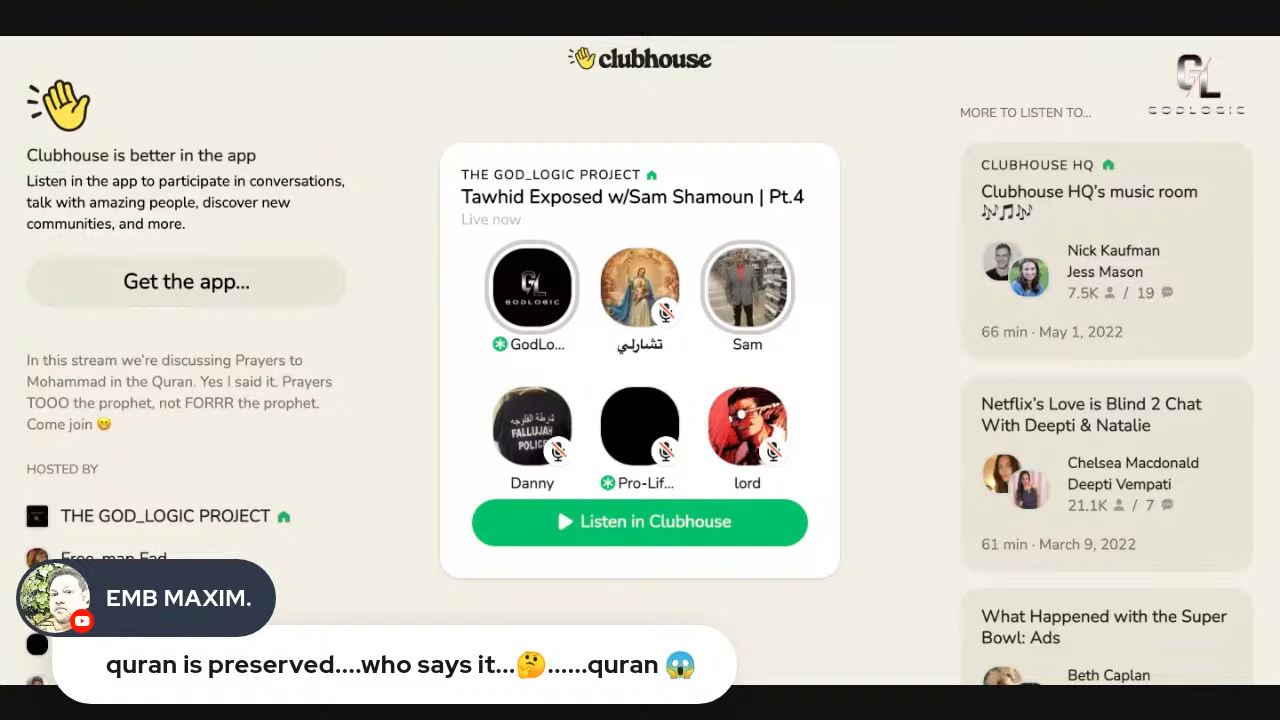 clubhouse
GL
GODLOGIC
Clubhouse is better in the app
Listen in the app to participate in conversations,
talk with amazing people, discover new
communities, and more.
Get the app...
In this stream we're discussing Prayers to
Mohammad in the Quran. Yes I said it. Prayers
TOOO the prophet, not FORRR the prophet.
Come join 😁
HOSTED BY
THE GOD_LOGIC PROJECT
Free-man Fad
THE GOD_LOGIC PROJECT
Tawhid Exposed w/Sam Shamoun | Pt.4
Live now
GL
GODLOGIC
GodLo...
تشارلي
Sam
شرطة الفلوجه
FALLUJAH
POLICE
Danny
Pro-Lif...
lord
Listen in Clubhouse
MORE TO LISTEN TO...
CLUBHOUSE HQ
Clubhouse HQ's music room
🎶🎵🎶
Nick Kaufman
Jess Mason
7.5K / 19
66 min · May 1, 2022
Netflix's Love is Blind 2 Chat
With Deepti & Natalie
Chelsea Macdonald
Deepti Vempati
21.1K / 7
61 min · March 9, 2022
What Happened with the Super
Bowl: Ads
Beth Caplan
EMB MAXIM.
quran is preserved....who says it...🤔......quran 😱